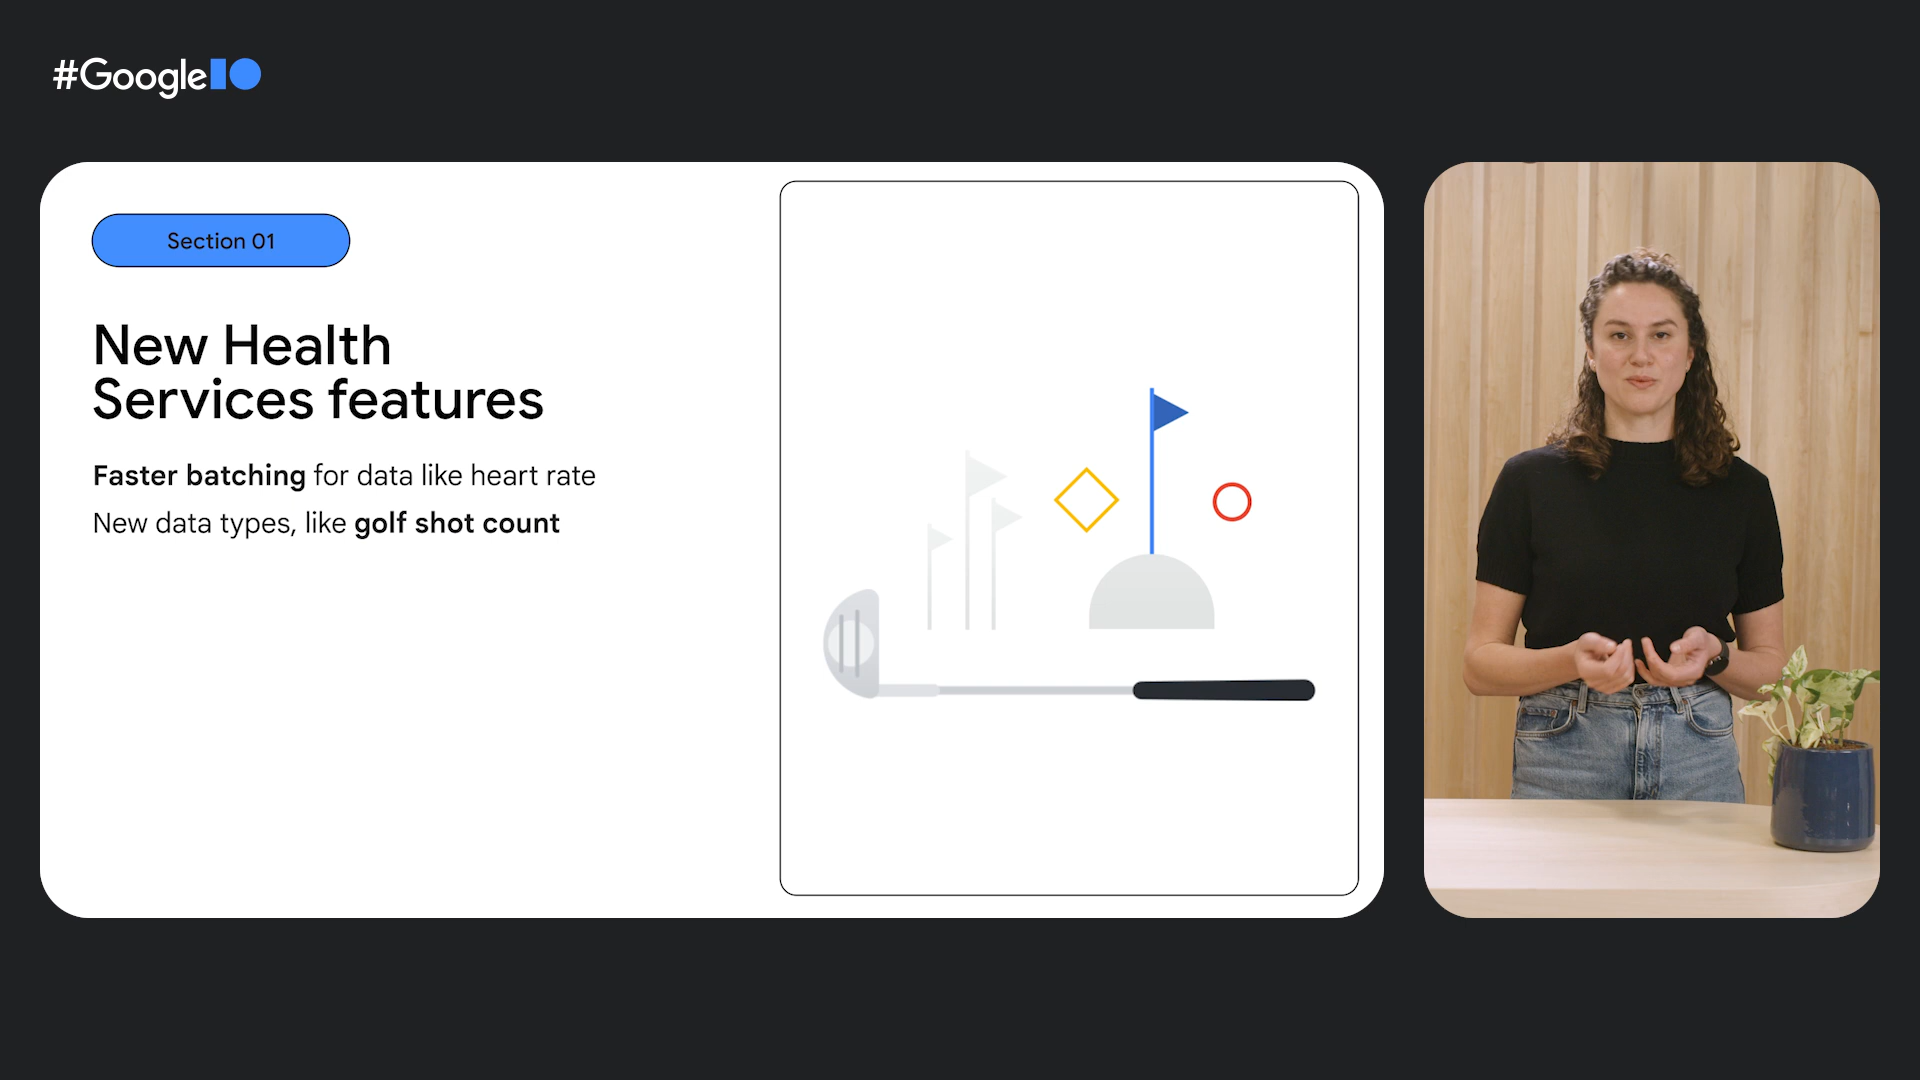 #GoogleIO
Section 01
New Health
Services features
Faster batching for data like heart rate
New data types, like golf shot count